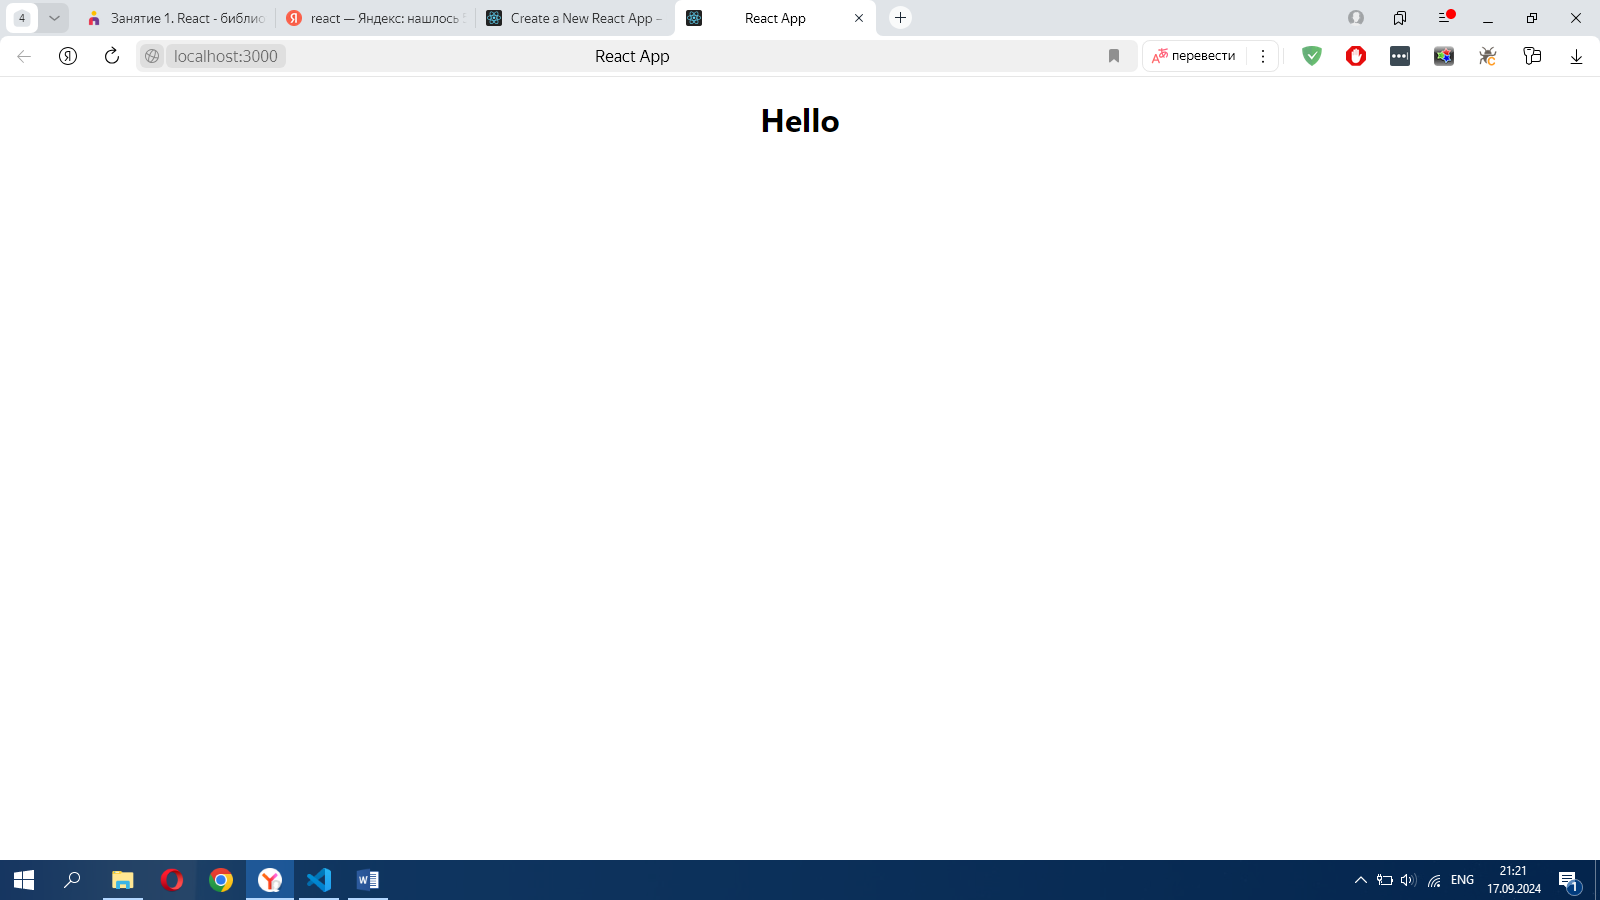 4
Занятие 1. React - библио
react — Яндекс: нашлось
Create a New React App –
React App
localhost:3000
React App
перевести
Hello
ENG
21:21
17.09.2024
1